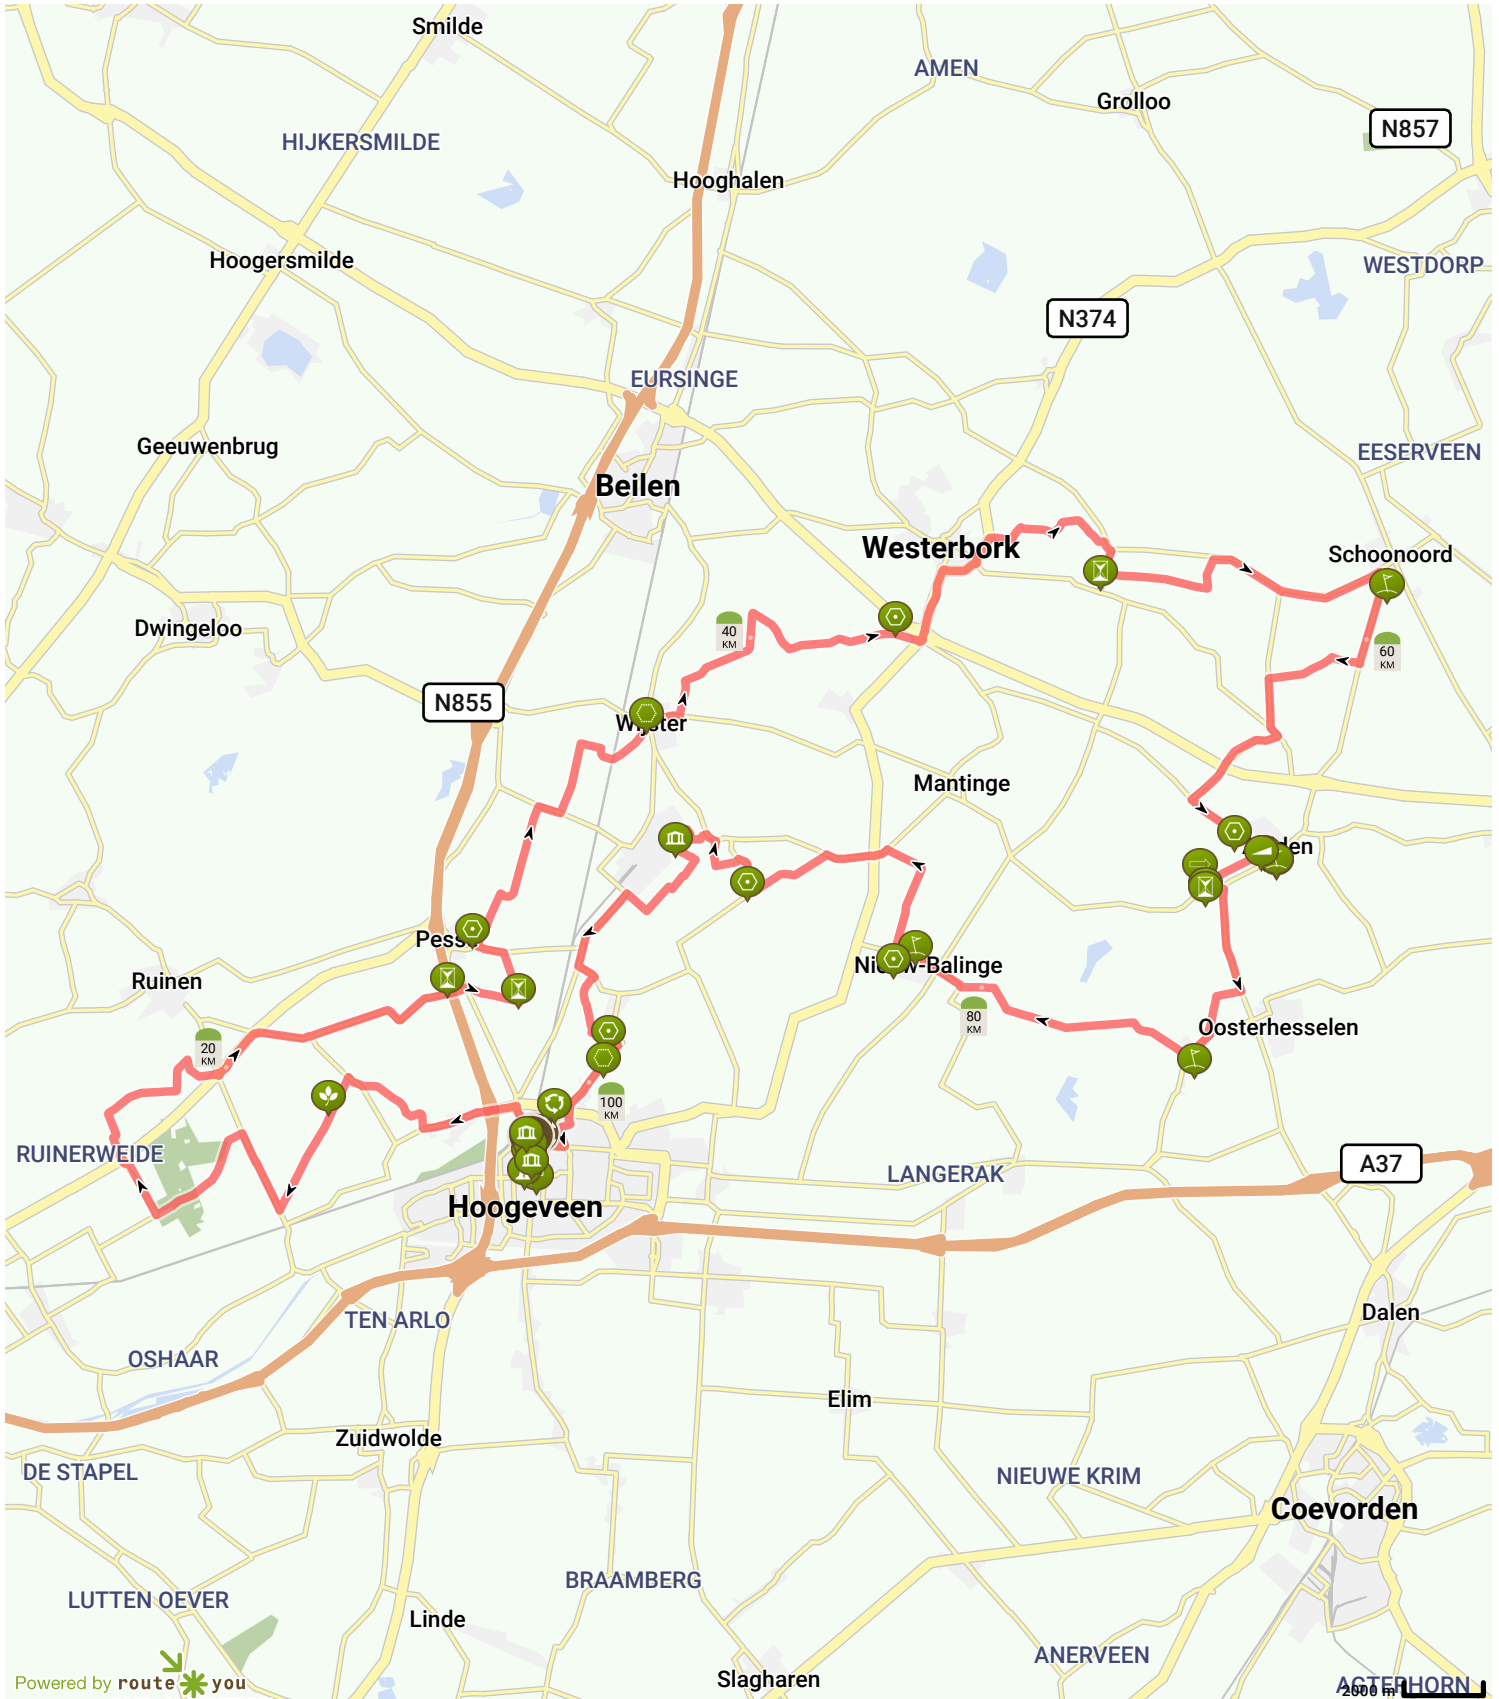 Smilde
AMEN
Grolloo
N857
HIJKERSMILDE
Hooghalen
Hoogersmilde
WESTDORP
N374
EURSINGE
Geeuwenbrug
EESERVEEN
Beilen
Westerbork
Schoonoord
Dwingeloo
40
KM
60
KM
N855
Mantinge
Ruinen
Oosterhesselen
80
KM
20
KM
100
KM
RUINERWEIDE
LANGERAK
A37
Hoogeveen
TEN ARLO
Dalen
OSHAAR
Elim
Zuidwolde
DE STAPEL
NIEUWE KRIM
Coevorden
BRAAMBERG
LUTTEN OEVER
Linde
ANERVEEN
Slagharen
Powered by route you
AGTERHORN
2000 m